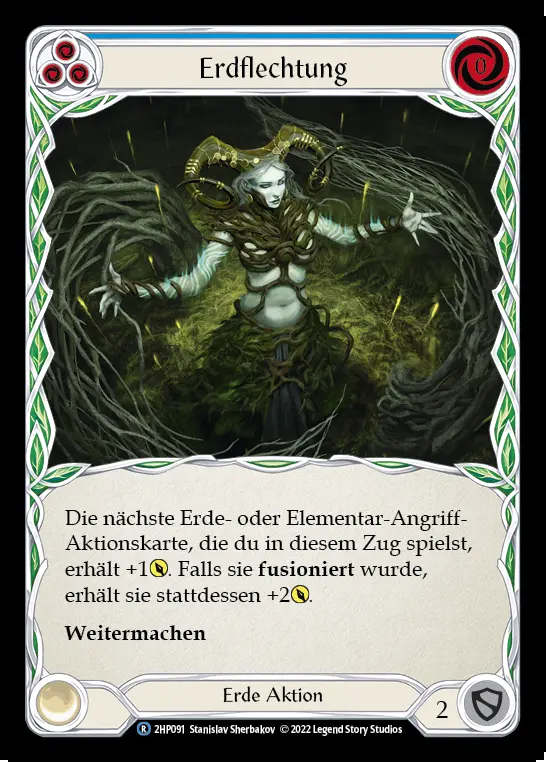 Erdflechtung
0
Die nächste Erde- oder Elementar-Angriff-
Aktionskarte, die du in diesem Zug spielst,
erhält +1. Falls sie fusioniert wurde,
erhält sie stattdessen +2.
Weitermachen
Erde Aktion
2
R 2HP091 Stanislav Sherbakov © 2022 Legend Story Studios